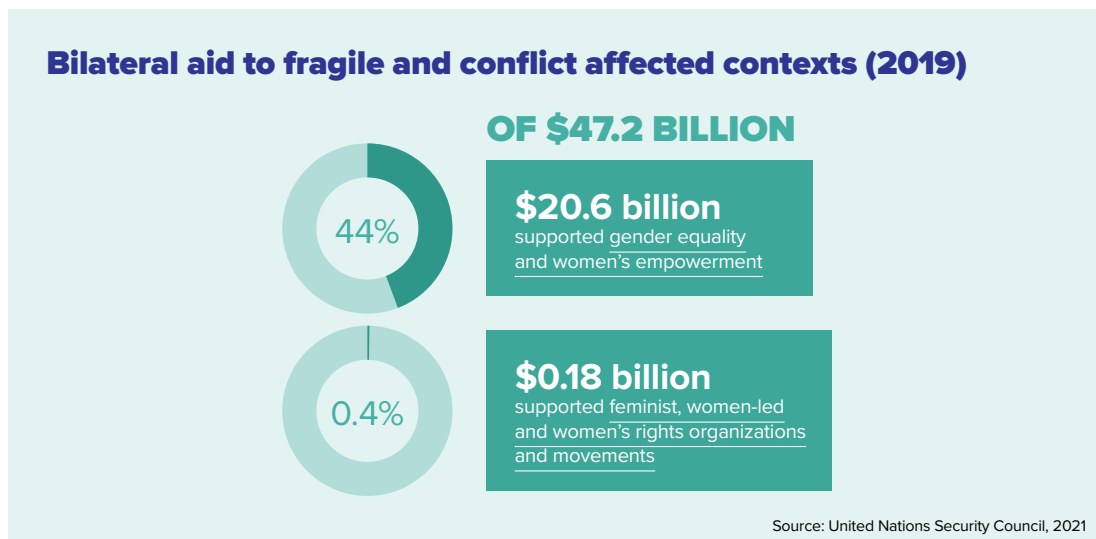 Bilateral aid to fragile and conflict affected contexts (2019)
OF $47.2 BILLION
44%
$20.6 billion
supported gender equality
and women’s empowerment
0.4%
$0.18 billion
supported feminist, women-led
and women’s rights organizations
and movements
Source: United Nations Security Council, 2021